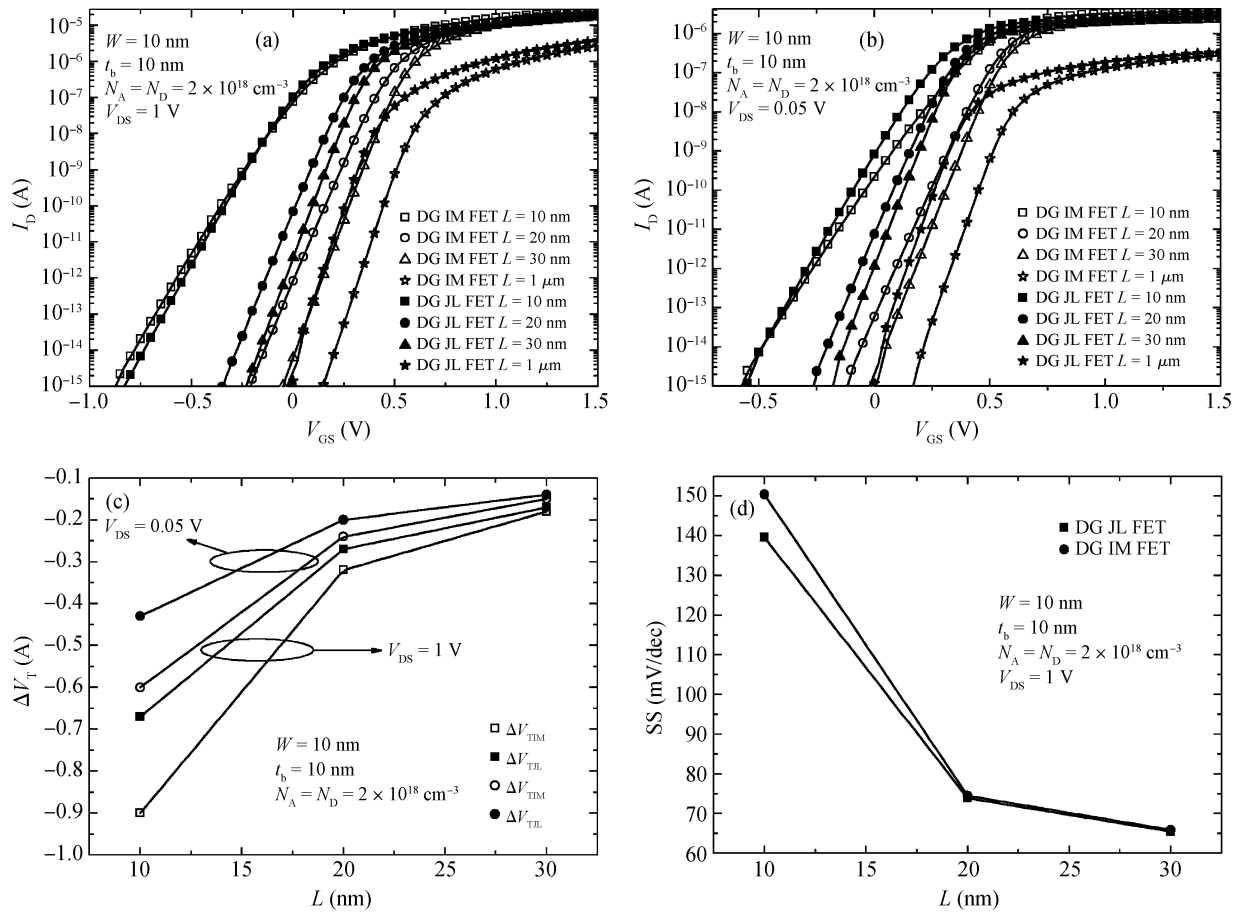 (a)
W = 10 nm
t_b = 10 nm
N_A = N_D = 2 × 10^18 cm^−3
V_DS = 1 V
DG IM FET L = 10 nm
DG IM FET L = 20 nm
DG IM FET L = 30 nm
DG IM FET L = 1 μm
DG JL FET L = 10 nm
DG JL FET L = 20 nm
DG JL FET L = 30 nm
DG JL FET L = 1 μm
10^−5
10^−6
10^−7
10^−8
10^−9
10^−10
10^−11
10^−12
10^−13
10^−14
10^−15
I_D (A)
−1.0 −0.5 0 0.5 1.0 1.5
V_GS (V)
(b)
W = 10 nm
t_b = 10 nm
N_A = N_D = 2 × 10^18 cm^−3
V_DS = 0.05 V
DG IM FET L = 10 nm
DG IM FET L = 20 nm
DG IM FET L = 30 nm
DG IM FET L = 1 μm
DG JL FET L = 10 nm
DG JL FET L = 20 nm
DG JL FET L = 30 nm
DG JL FET L = 1 μm
10^−5
10^−6
10^−7
10^−8
10^−9
10^−10
10^−11
10^−12
10^−13
10^−14
10^−15
I_D (A)
−0.5 0 0.5 1.0 1.5
V_GS (V)
(c)
V_DS = 0.05 V
V_DS = 1 V
W = 10 nm
t_b = 10 nm
N_A = N_D = 2 × 10^18 cm^−3
ΔV_TIM
ΔV_TJL
ΔV_TIM
ΔV_TJL
−0.1
−0.2
−0.3
−0.4
−0.5
−0.6
−0.7
−0.8
−0.9
−1.0
ΔV_T (A)
10 15 20 25 30
L (nm)
(d)
DG JL FET
DG IM FET
W = 10 nm
t_b = 10 nm
N_A = N_D = 2 × 10^18 cm^−3
V_DS = 1 V
150
140
130
120
110
100
90
80
70
60
SS (mV/dec)
10 15 20 25 30
L (nm)